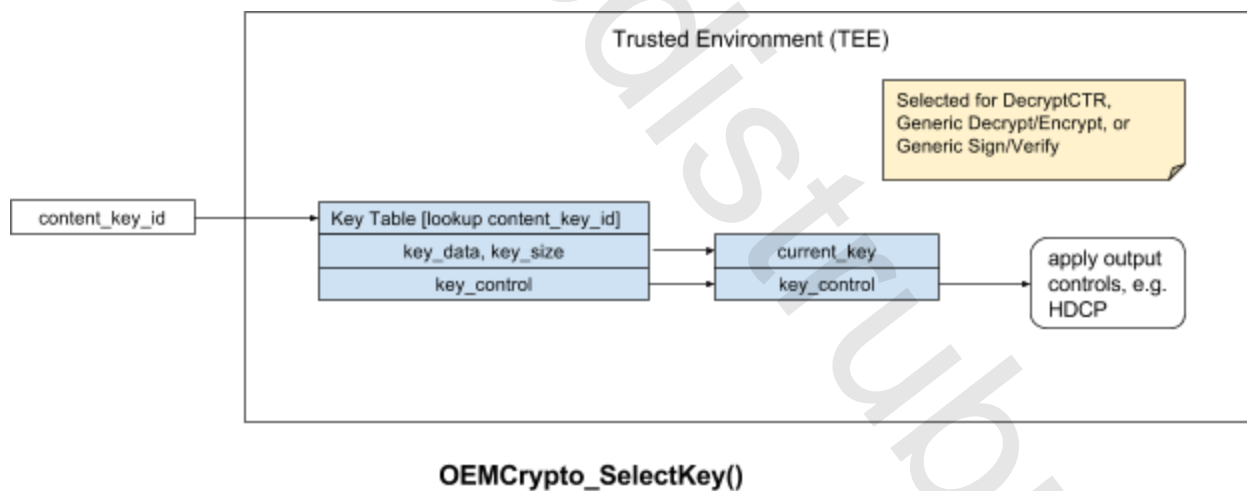 Trusted Environment (TEE)
Selected for DecryptCTR,
Generic Decrypt/Encrypt, or
Generic Sign/Verify
content_key_id
Key Table [lookup content_key_id]
key_data, key_size
key_control
current_key
key_control
apply output
controls, e.g.
HDCP
OEMCrypto_SelectKey()